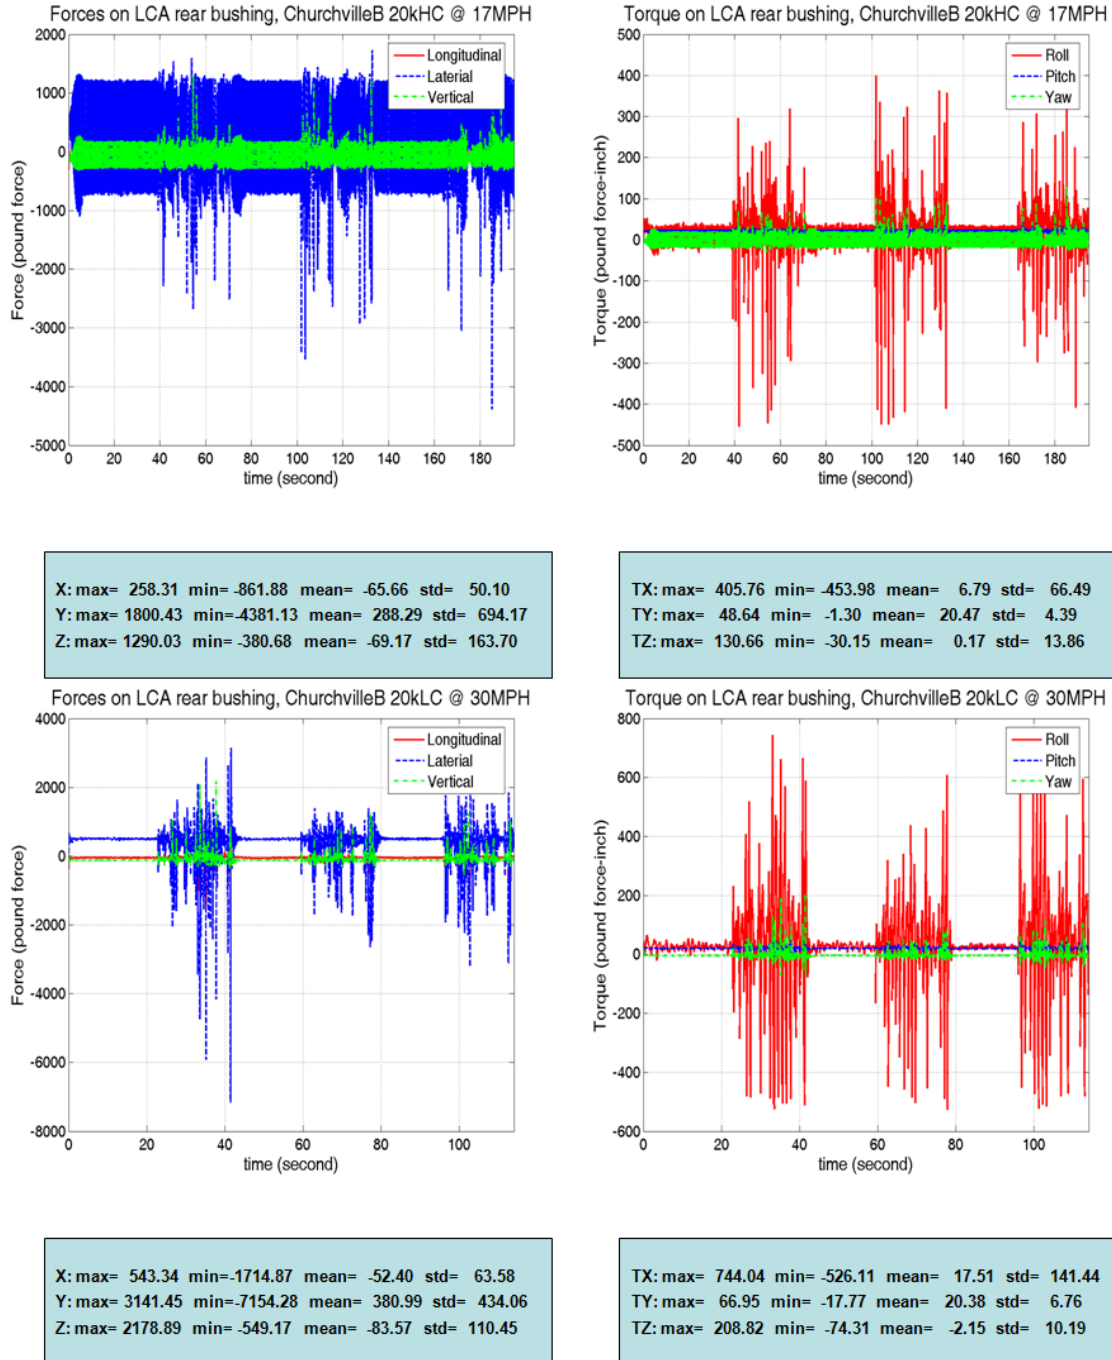 Forces on LCA rear bushing, ChurchvilleB 20kHC @ 17MPH
2000
1000
0
-1000
-2000
-3000
-4000
-5000
Force (pound force)
Longitudinal
Laterial
Vertical
0 20 40 60 80 100 120 140 160 180
time (second)
Torque on LCA rear bushing, ChurchvilleB 20kHC @ 17MPH
500
400
300
200
100
0
-100
-200
-300
-400
-500
Torque (pound force-inch)
Roll
Pitch
Yaw
0 20 40 60 80 100 120 140 160 180
time (second)
X: max= 258.31 min=-861.88 mean= -65.66 std= 50.10
Y: max= 1800.43 min=-4381.13 mean= 288.29 std= 694.17
Z: max= 1290.03 min= -380.68 mean= -69.17 std= 163.70
TX: max= 405.76 min= -453.98 mean= 6.79 std= 66.49
TY: max= 48.64 min= -1.30 mean= 20.47 std= 4.39
TZ: max= 130.66 min= -30.15 mean= 0.17 std= 13.86
Forces on LCA rear bushing, ChurchvilleB 20kLC @ 30MPH
4000
2000
0
-2000
-4000
-6000
-8000
Force (pound force)
Longitudinal
Laterial
Vertical
0 20 40 60 80 100
time (second)
Torque on LCA rear bushing, ChurchvilleB 20kLC @ 30MPH
800
600
400
200
0
-200
-400
-600
Torque (pound force-inch)
Roll
Pitch
Yaw
0 20 40 60 80 100
time (second)
X: max= 543.34 min=-1714.87 mean= -52.40 std= 63.58
Y: max= 3141.45 min=-7154.28 mean= 380.99 std= 434.06
Z: max= 2178.89 min= -549.17 mean= -83.57 std= 110.45
TX: max= 744.04 min= -526.11 mean= 17.51 std= 141.44
TY: max= 66.95 min= -17.77 mean= 20.38 std= 6.76
TZ: max= 208.82 min= -74.31 mean= -2.15 std= 10.19